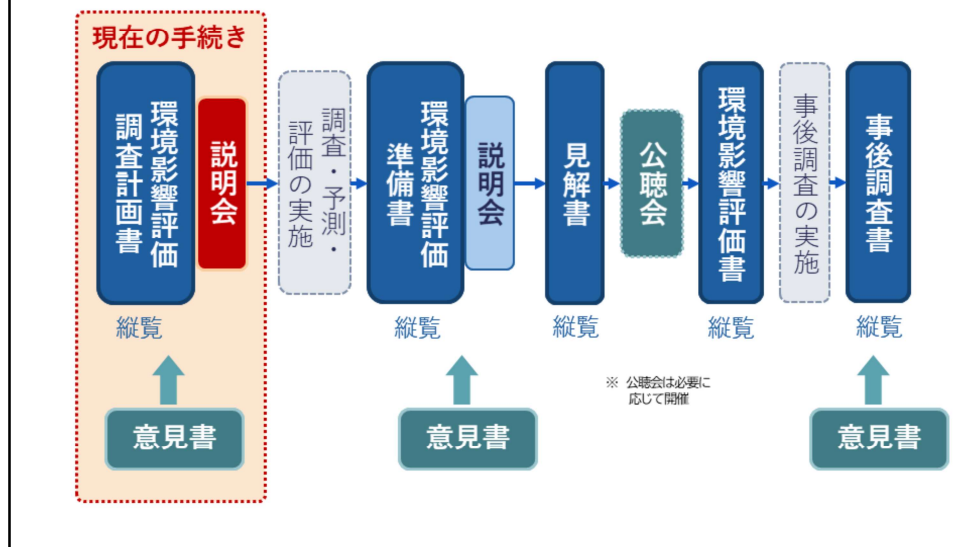 現在の手続き
環境影響評価
調査計画書
説明会
調査・予測・
評価の実施
環境影響評価
準備書
説明会
見解書
公聴会
環境影響評価書
事後調査の実施
事後調査書
縦覧
縦覧
縦覧
縦覧
縦覧
※ 公聴会は必要に
応じて開催
意見書
意見書
意見書